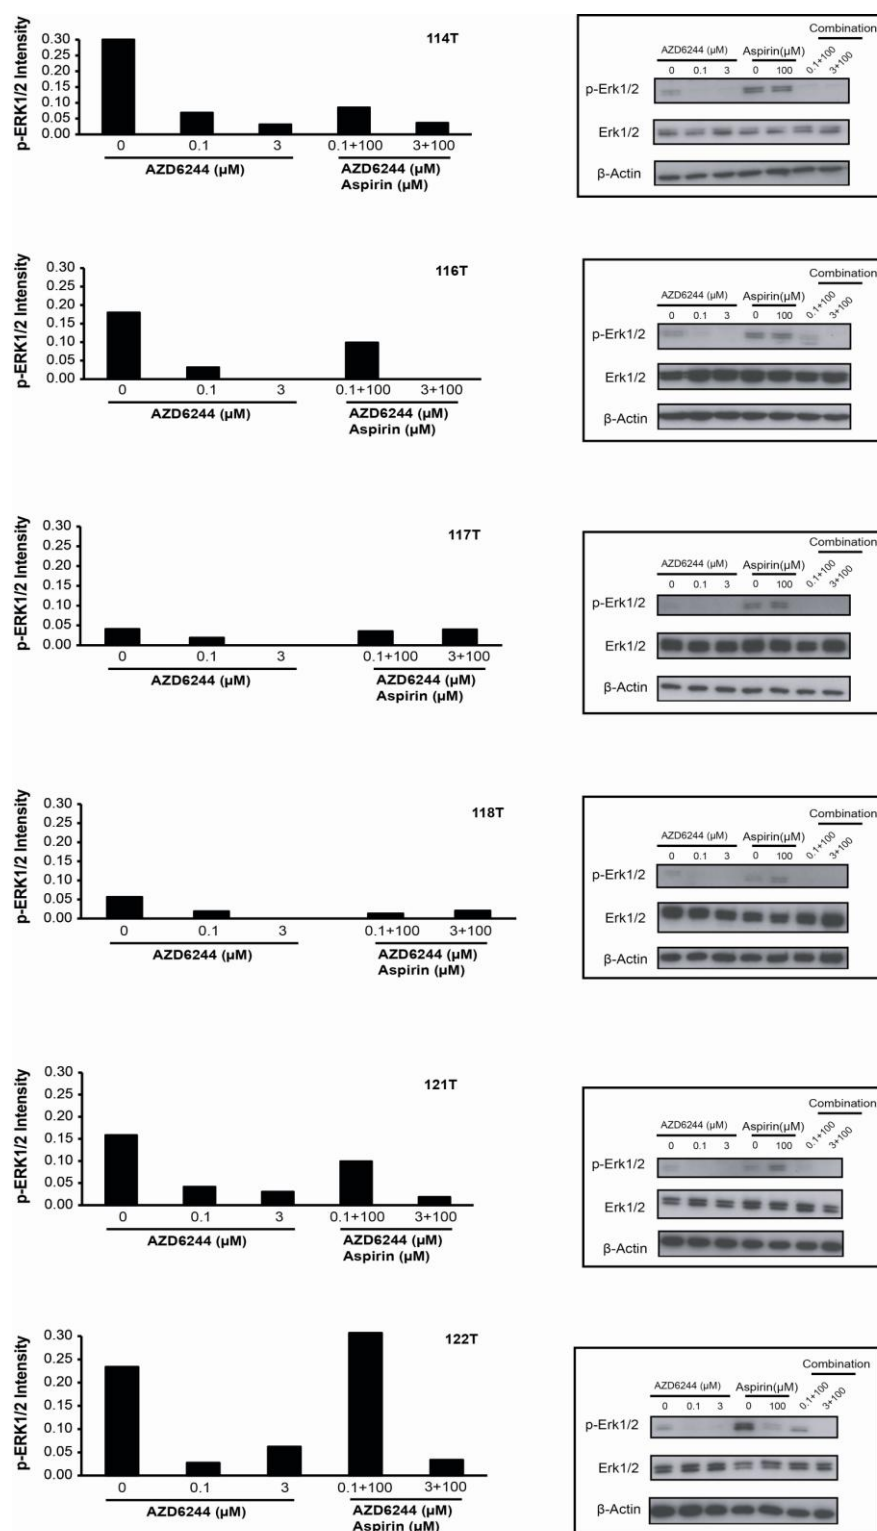 p-ERK1/2 Intensity
0.30
0.25
0.20
0.15
0.10
0.05
0.00
114T
0 0.1 3 0.1+100 3+100
AZD6244 (µM) AZD6244 (µM)
Aspirin (µM)
Combination
AZD6244 (µM) Aspirin(µM)
0 0.1 3 0 100 0.1+100 3+100
p-Erk1/2
Erk1/2
β-Actin
p-ERK1/2 Intensity
0.30
0.25
0.20
0.15
0.10
0.05
0.00
116T
0 0.1 3 0.1+100 3+100
AZD6244 (µM) AZD6244 (µM)
Aspirin (µM)
Combination
AZD6244 (µM) Aspirin(µM)
0 0.1 3 0 100 0.1+100 3+100
p-Erk1/2
Erk1/2
β-Actin
p-ERK1/2 Intensity
0.30
0.25
0.20
0.15
0.10
0.05
0.00
117T
0 0.1 3 0.1+100 3+100
AZD6244 (µM) AZD6244 (µM)
Aspirin (µM)
Combination
AZD6244 (µM) Aspirin(µM)
0 0.1 3 0 100 0.1+100 3+100
p-Erk1/2
Erk1/2
β-Actin
p-ERK1/2 Intensity
0.30
0.25
0.20
0.15
0.10
0.05
0.00
118T
0 0.1 3 0.1+100 3+100
AZD6244 (µM) AZD6244 (µM)
Aspirin (µM)
Combination
AZD6244 (µM) Aspirin(µM)
0 0.1 3 0 100 0.1+100 3+100
p-Erk1/2
Erk1/2
β-Actin
p-ERK1/2 Intensity
0.30
0.25
0.20
0.15
0.10
0.05
0.00
121T
0 0.1 3 0.1+100 3+100
AZD6244 (µM) AZD6244 (µM)
Aspirin (µM)
Combination
AZD6244 (µM) Aspirin(µM)
0 0.1 3 0 100 0.1+100 3+100
p-Erk1/2
Erk1/2
β-Actin
p-ERK1/2 Intensity
0.30
0.25
0.20
0.15
0.10
0.05
0.00
122T
0 0.1 3 0.1+100 3+100
AZD6244 (µM) AZD6244 (µM)
Aspirin (µM)
Combination
AZD6244 (µM) Aspirin(µM)
0 0.1 3 0 100 0.1+100 3+100
p-Erk1/2
Erk1/2
β-Actin